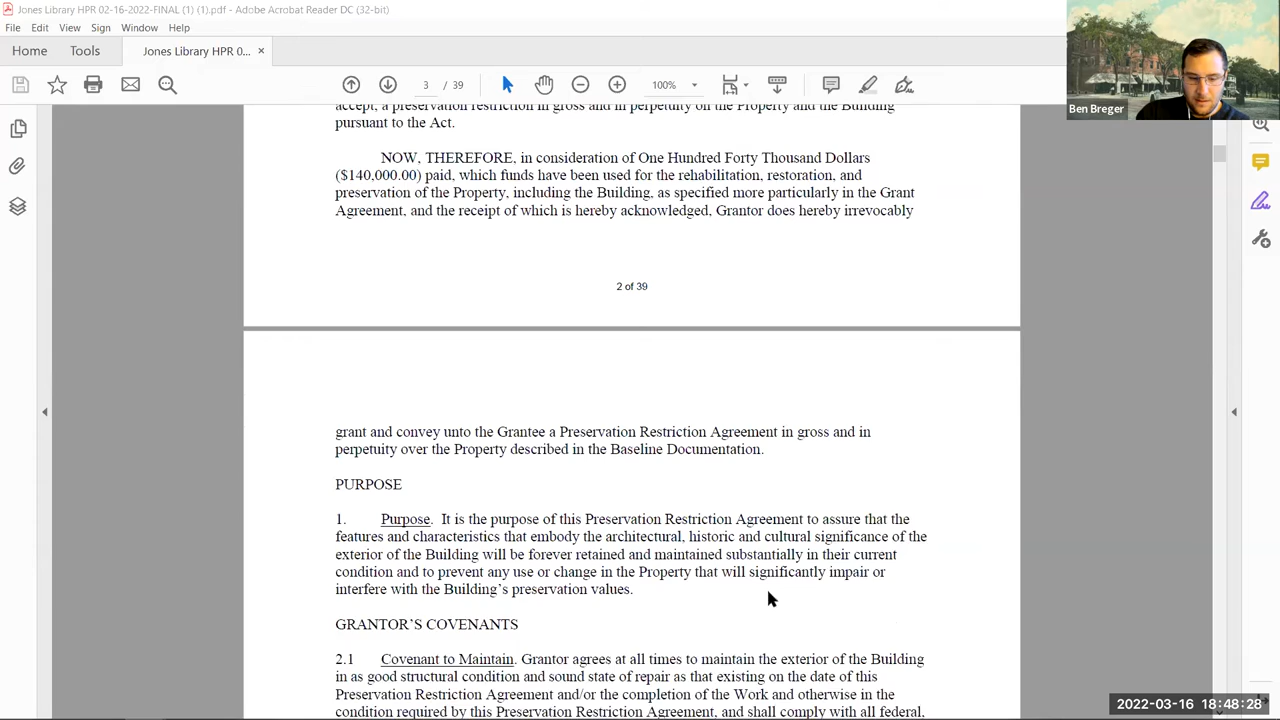 Jones Library HPR 02-16-2022-FINAL (1) (1).pdf - Adobe Acrobat Reader DC (32-bit)
File Edit View Sign Window Help
Home Tools Jones Library HPR 0... ×
3 / 39 100%
Ben Breger
accept, a preservation restriction in gross and in perpetuity on the Property and the Building
pursuant to the Act.
NOW, THEREFORE, in consideration of One Hundred Forty Thousand Dollars
($140,000.00) paid, which funds have been used for the rehabilitation, restoration, and
preservation of the Property, including the Building, as specified more particularly in the Grant
Agreement, and the receipt of which is hereby acknowledged, Grantor does hereby irrevocably
2 of 39
grant and convey unto the Grantee a Preservation Restriction Agreement in gross and in
perpetuity over the Property described in the Baseline Documentation.
PURPOSE
1. Purpose. It is the purpose of this Preservation Restriction Agreement to assure that the
features and characteristics that embody the architectural, historic and cultural significance of the
exterior of the Building will be forever retained and maintained substantially in their current
condition and to prevent any use or change in the Property that will significantly impair or
interfere with the Building's preservation values.
GRANTOR'S COVENANTS
2.1 Covenant to Maintain. Grantor agrees at all times to maintain the exterior of the Building
in as good structural condition and sound state of repair as that existing on the date of this
Preservation Restriction Agreement and/or the completion of the Work and otherwise in the
condition required by this Preservation Restriction Agreement, and shall comply with all federal,
2022-03-16 18:48:28